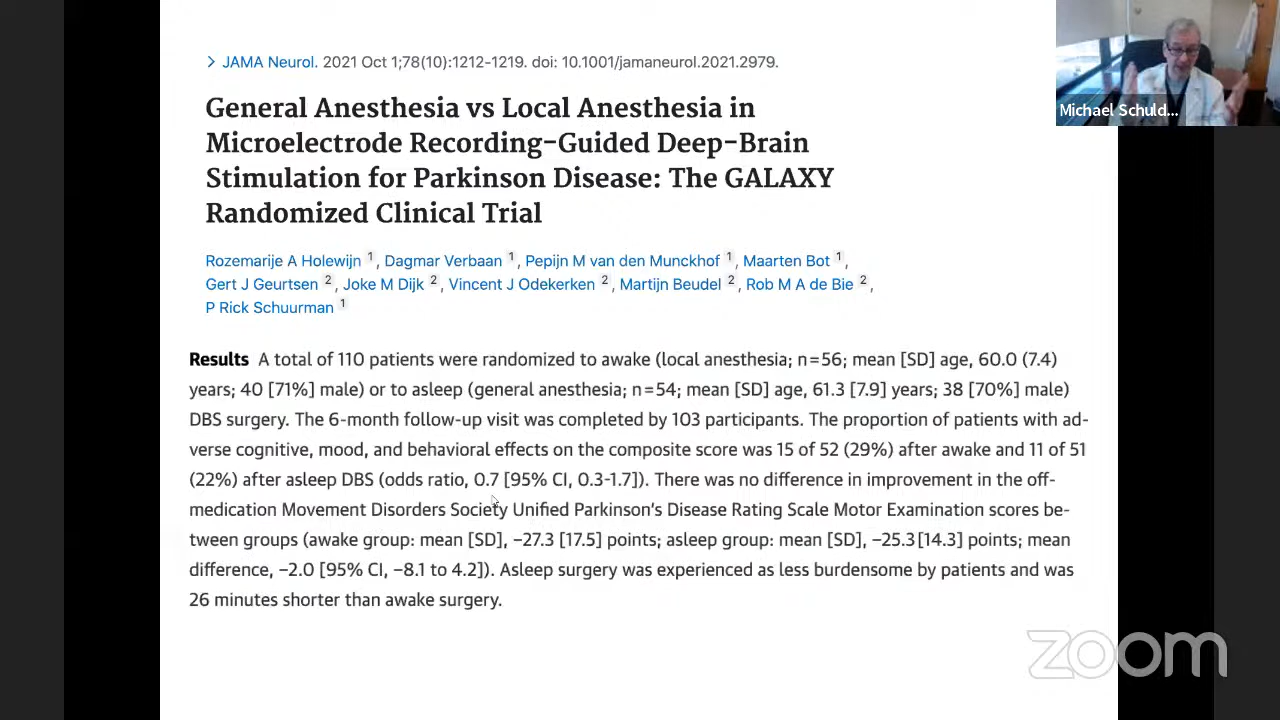 > JAMA Neurol. 2021 Oct 1;78(10):1212-1219. doi: 10.1001/jamaneurol.2021.2979.
General Anesthesia vs Local Anesthesia in
Microelectrode Recording-Guided Deep-Brain
Stimulation for Parkinson Disease: The GALAXY
Randomized Clinical Trial
Rozemarije A Holewijn 1, Dagmar Verbaan 1, Pepijn M van den Munckhof 1, Maarten Bot 1,
Gert J Geurtsen 2, Joke M Dijk 2, Vincent J Odekerken 2, Martijn Beudel 2, Rob M A de Bie 2,
P Rick Schuurman 1
Results A total of 110 patients were randomized to awake (local anesthesia; n=56; mean [SD] age, 60.0 (7.4)
years; 40 [71%] male) or to asleep (general anesthesia; n=54; mean [SD] age, 61.3 [7.9] years; 38 [70%] male)
DBS surgery. The 6-month follow-up visit was completed by 103 participants. The proportion of patients with ad-
verse cognitive, mood, and behavioral effects on the composite score was 15 of 52 (29%) after awake and 11 of 51
(22%) after asleep DBS (odds ratio, 0.7 [95% CI, 0.3-1.7]). There was no difference in improvement in the off-
medication Movement Disorders Society Unified Parkinson's Disease Rating Scale Motor Examination scores be-
tween groups (awake group: mean [SD], −27.3 [17.5] points; asleep group: mean [SD], −25.3[14.3] points; mean
difference, −2.0 [95% CI, −8.1 to 4.2]). Asleep surgery was experienced as less burdensome by patients and was
26 minutes shorter than awake surgery.
Michael Schuld...
zoom